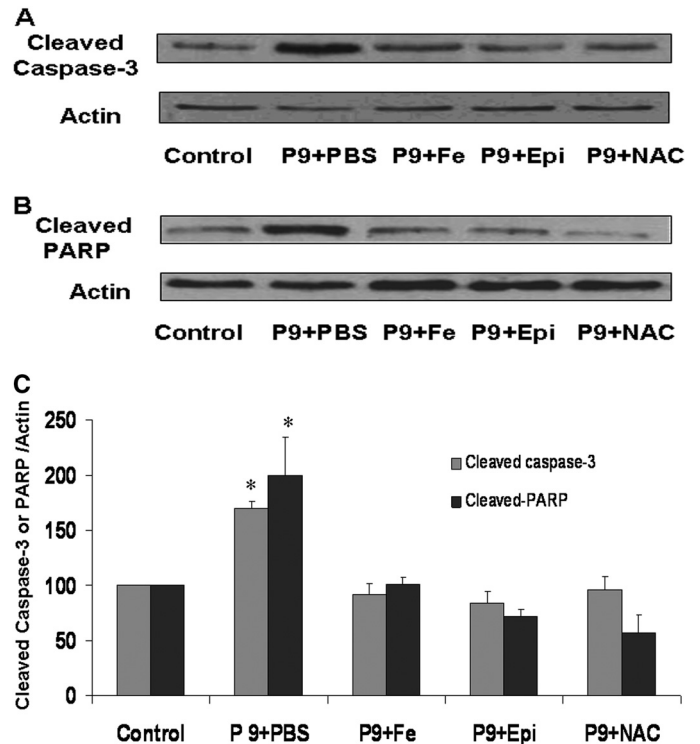 A
Cleaved
Caspase-3
Actin
Control P9+PBS P9+Fe P9+Epi P9+NAC
B
Cleaved
PARP
Actin
Control P9+PBS P9+Fe P9+Epi P9+NAC
C
Cleaved Caspase-3 or PARP /Actin
250
200
150
100
50
0
* *
Cleaved caspase-3
Cleaved-PARP
Control P 9+PBS P9+Fe P9+Epi P9+NAC